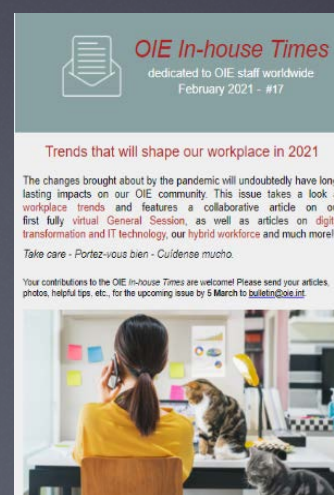 OIE In-house Times
dedicated to OIE staff worldwide
February 2021 - #17
Trends that will shape our workplace in 2021
The changes brought about by the pandemic will undoubtedly have long
lasting impacts on our OIE community. This issue takes a look
workplace trends and features a collaborative article on
first fully virtual General Session, as well as articles on
transformation and IT technology, our hybrid workforce and much more!
Take care - Portez-vous bien - Cuídense mucho.
Your contributions to the OIE In-house Times are welcome! Please send your articles,
photos, helpful tips, etc., for the upcoming issue by 5 March to bulletin@oie.int.